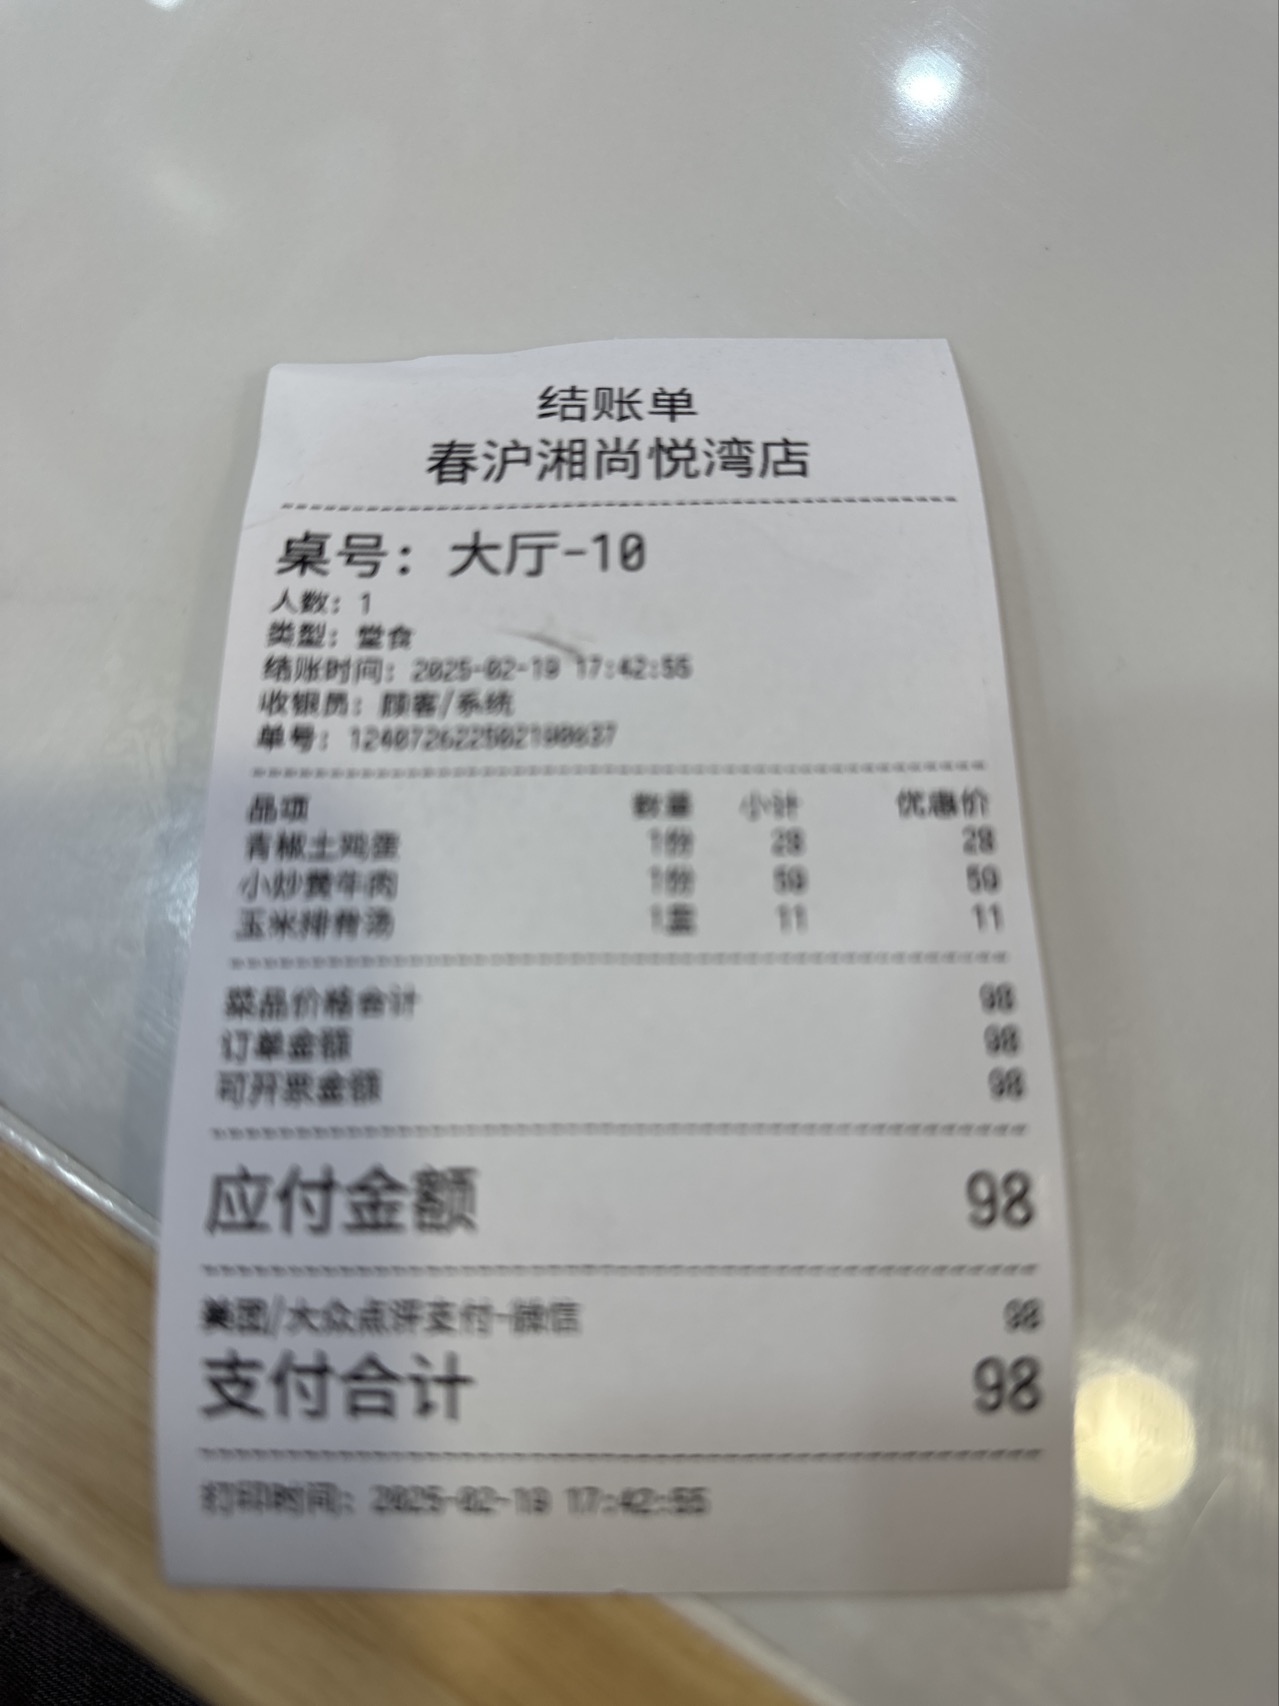 结账单
春沪湘尚悦湾店
桌号：大厅-10
人数：1
类型：堂食
结账时间：2025-02-19 17:42:55
收银员：顾客/系统
单号：
品项 数量 小计 优惠价
青椒土鸡蛋 1份 28 28
小炒黄牛肉 1份 59 59
玉米排骨汤 1盅 11 11
菜品价格合计 98
订单金额 98
可开票金额 98
应付金额 98
美团/大众点评支付-微信 98
支付合计 98
打印时间：2025-02-19 17:42:55